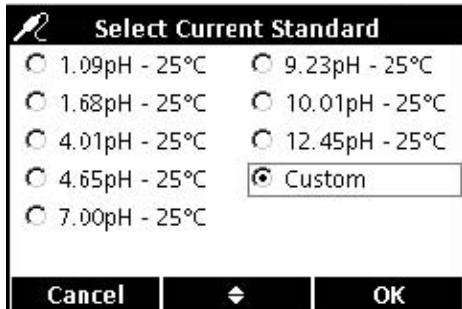 Select Current Standard
1.09pH - 25°C
1.68pH - 25°C
4.01pH - 25°C
4.65pH - 25°C
7.00pH - 25°C
9.23pH - 25°C
10.01pH - 25°C
12.45pH - 25°C
Custom
Cancel OK